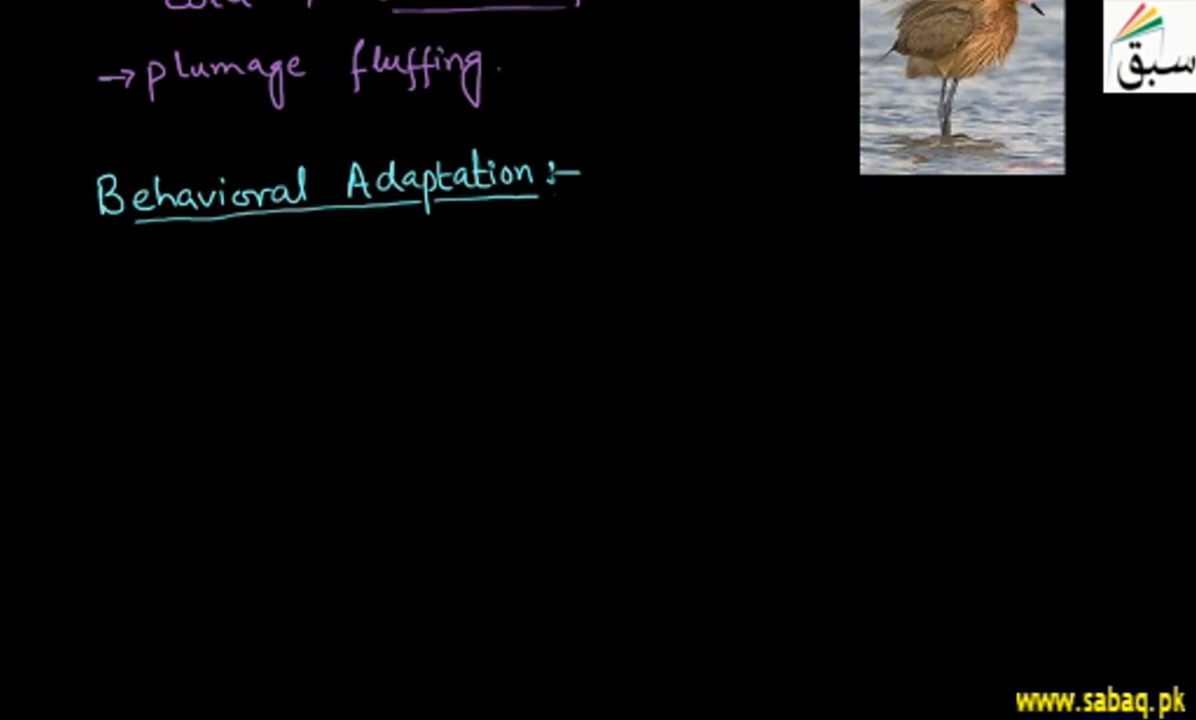 → plumage fluffing.
سبق
Behavioral Adaptation :-
www.sabaq.pk